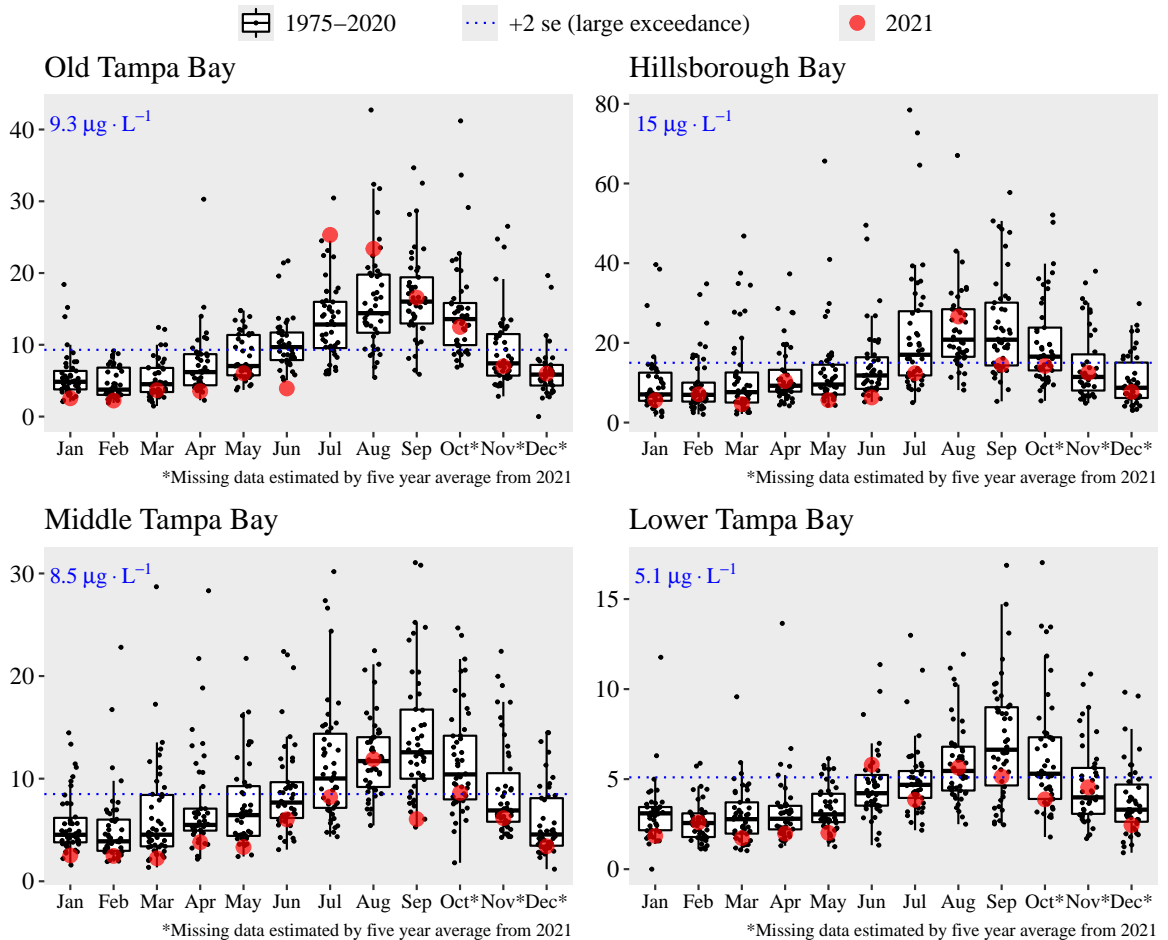 1975–2020 +2 se (large exceedance) 2021
Old Tampa Bay
9.3 μg · L⁻¹
40
30
20
10
0
Jan Feb Mar Apr May Jun Jul Aug Sep Oct* Nov* Dec*
*Missing data estimated by five year average from 2021
Hillsborough Bay
15 μg · L⁻¹
80
60
40
20
0
Jan Feb Mar Apr May Jun Jul Aug Sep Oct* Nov* Dec*
*Missing data estimated by five year average from 2021
Middle Tampa Bay
8.5 μg · L⁻¹
30
20
10
0
Jan Feb Mar Apr May Jun Jul Aug Sep Oct* Nov* Dec*
*Missing data estimated by five year average from 2021
Lower Tampa Bay
5.1 μg · L⁻¹
15
10
5
0
Jan Feb Mar Apr May Jun Jul Aug Sep Oct* Nov* Dec*
*Missing data estimated by five year average from 2021